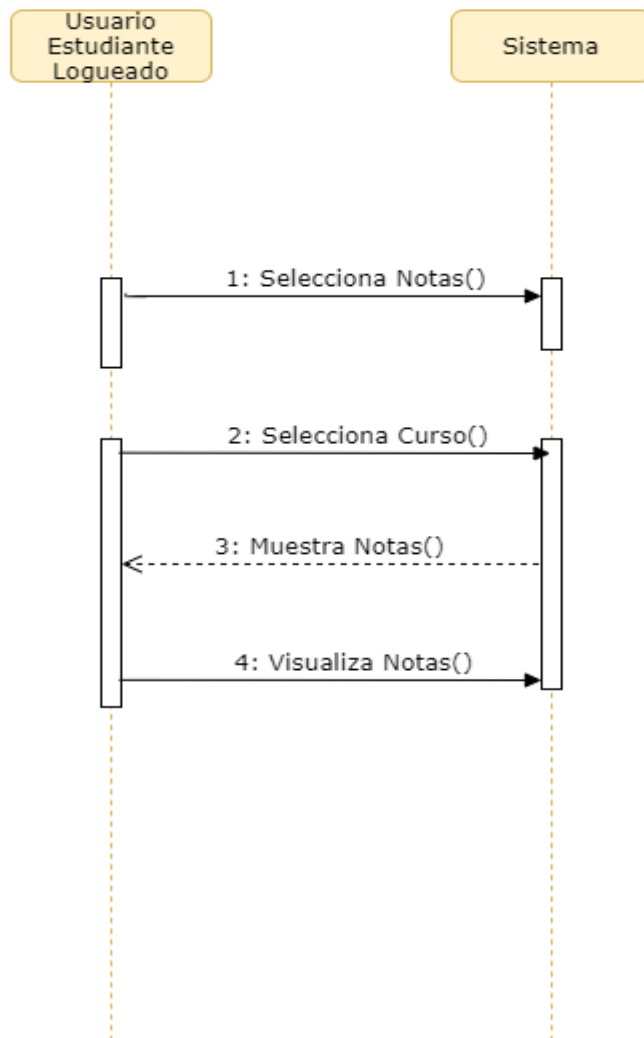 Usuario
Estudiante
Logueado
Sistema
1: Selecciona Notas()
2: Selecciona Curso()
3: Muestra Notas()
4: Visualiza Notas()